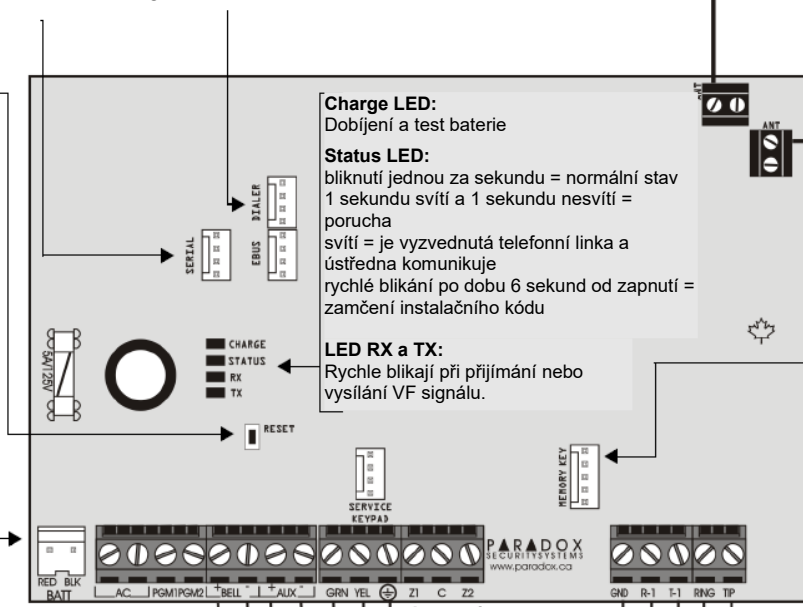 ANT
Charge LED:
Dobíjení a test baterie
Status LED:
bliknutí jednou za sekundu = normální stav
1 sekundu svítí a 1 sekundu nesvítí =
porucha
svítí = je vyzvednutá telefonní linka a
ústředna komunikuje
rychlé blikání po dobu 6 sekund od zapnutí =
zamčení instalačního kódu
LED RX a TX:
Rychle blikají při přijímání nebo
vysílání VF signálu.
DIALER
SERIAL
EBUS
5A/125V
CHARGE
STATUS
RX
TX
RESET
MEMORY KEY
SERVICE
KEYPAD
PARADOX
SECURITY SYSTEMS
www.paradox.ca
RED BLK
BATT
AC PGM1 PGM2 + BELL - + AUX - GRN YEL Z1 C Z2
GND R-1 T-1 RING TIP